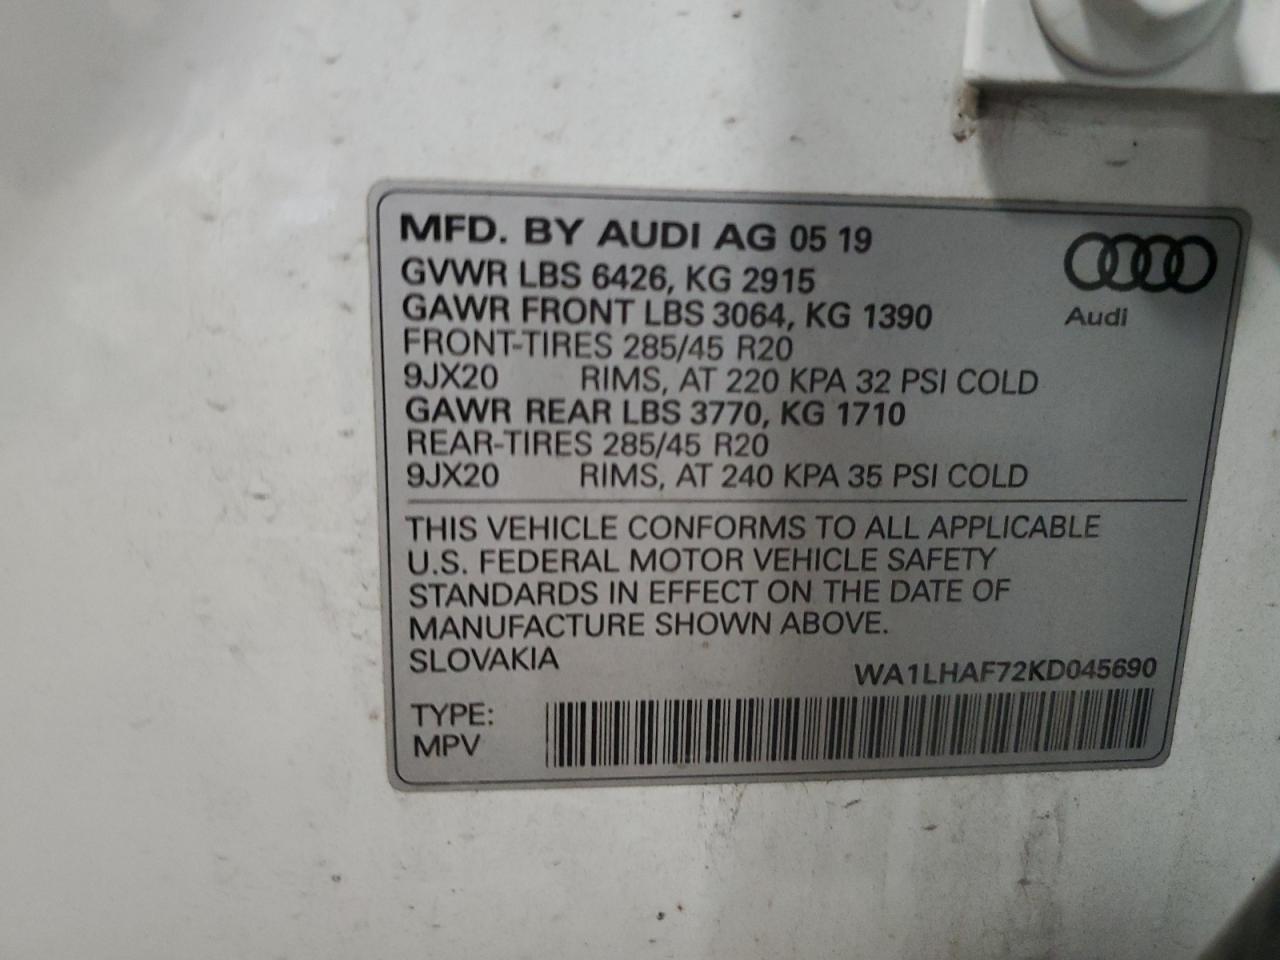 MFD. BY AUDI AG 05 19
GVWR LBS 6426, KG 2915
GAWR FRONT LBS 3064, KG 1390
FRONT-TIRES 285/45 R20
9JX20 RIMS, AT 220 KPA 32 PSI COLD
GAWR REAR LBS 3770, KG 1710
REAR-TIRES 285/45 R20
9JX20 RIMS, AT 240 KPA 35 PSI COLD
Audi
THIS VEHICLE CONFORMS TO ALL APPLICABLE
U.S. FEDERAL MOTOR VEHICLE SAFETY
STANDARDS IN EFFECT ON THE DATE OF
MANUFACTURE SHOWN ABOVE.
SLOVAKIA
WA1LHAF72KD045690
TYPE:
MPV